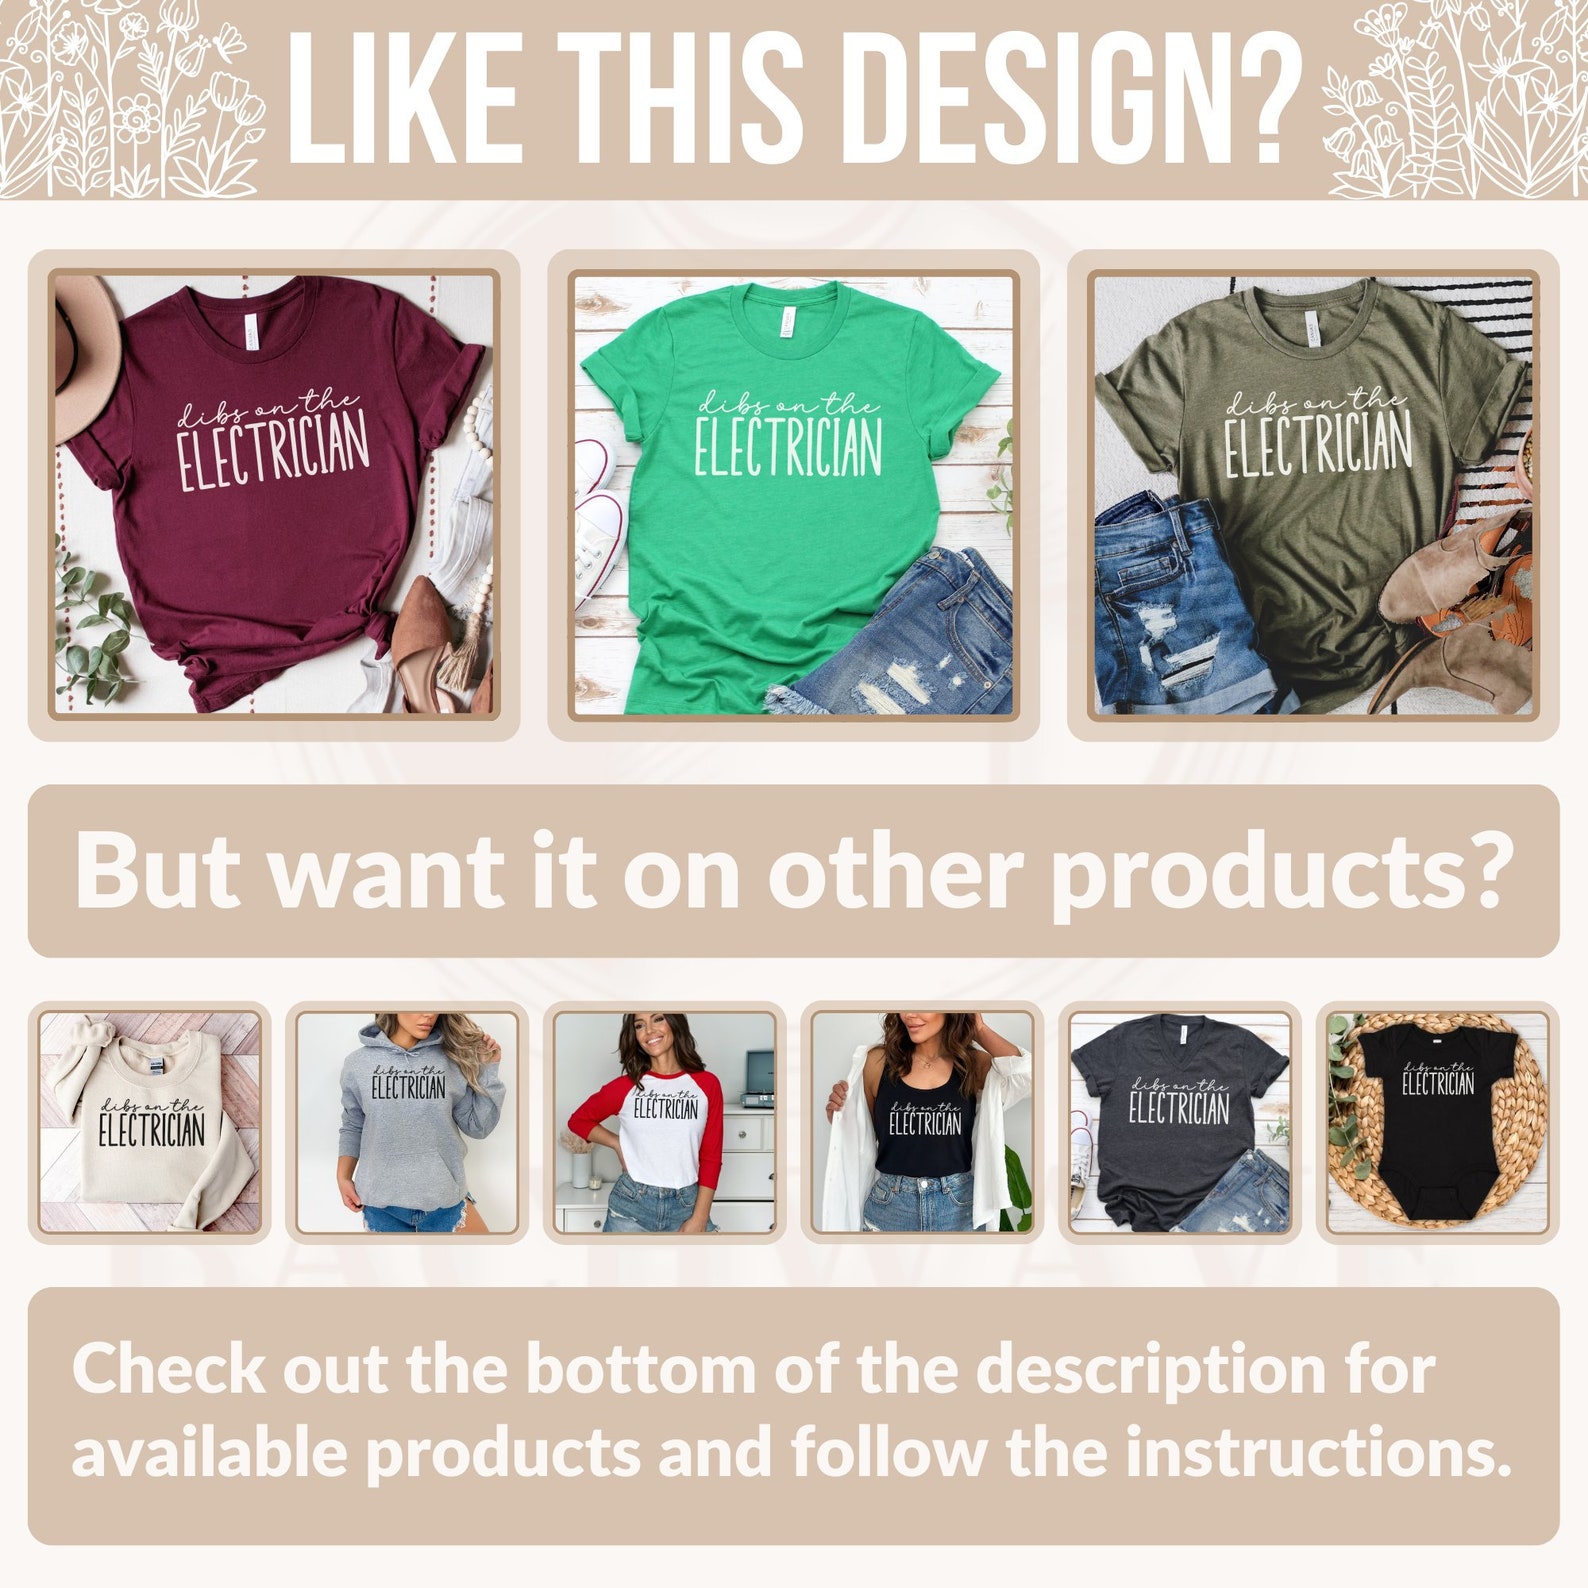 LIKE THIS DESIGN?
dibs on the
ELECTRICIAN
dibs on the
ELECTRICIAN
dibs on the
ELECTRICIAN
But want it on other products?
dibs on the
ELECTRICIAN
dibs on the
ELECTRICIAN
dibs on the
ELECTRICIAN
dibs on the
ELECTRICIAN
dibs on the
ELECTRICIAN
dibs on the
ELECTRICIAN
BACHWAVE
Check out the bottom of the description for
available products and follow the instructions.